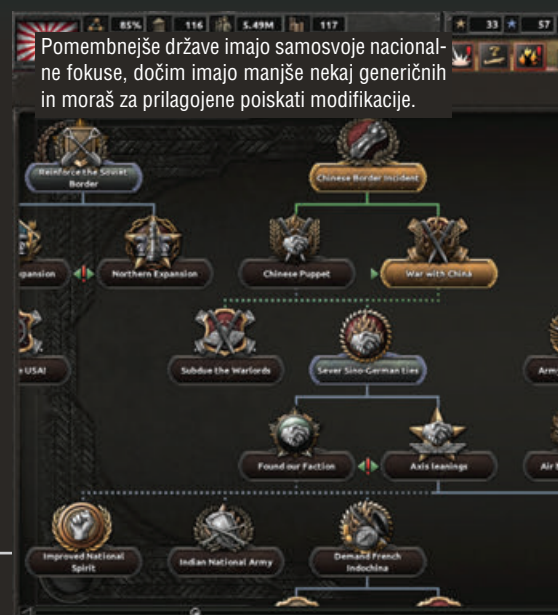 85% 116 5.49M 117 33 57
Pomembnejše države imajo samosvoje nacional-
ne fokuse, dočim imajo manjše nekaj generičnih
in moraš za prilagojene poiskati modifikacije.
Reinforce the Soviet
Border
Chinese Border Incident
Northern Expansion
Chinese Puppet
War with China
USA!
Subdue the Warlords
Sever Sino-German ties
Found our Faction
Axis leanings
Improved National
Spirit
Indian National Army
Demand French
Indochina